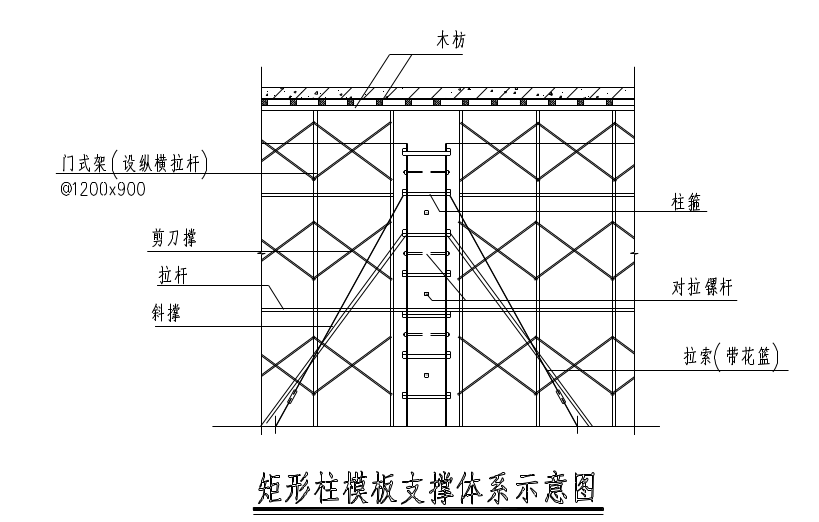 木枋
门式架(设纵横拉杆)
@1200x900
柱箍
剪刀撑
拉杆
对拉镙杆
斜撑
拉索(带花篮)
矩形柱模板支撑体系示意图